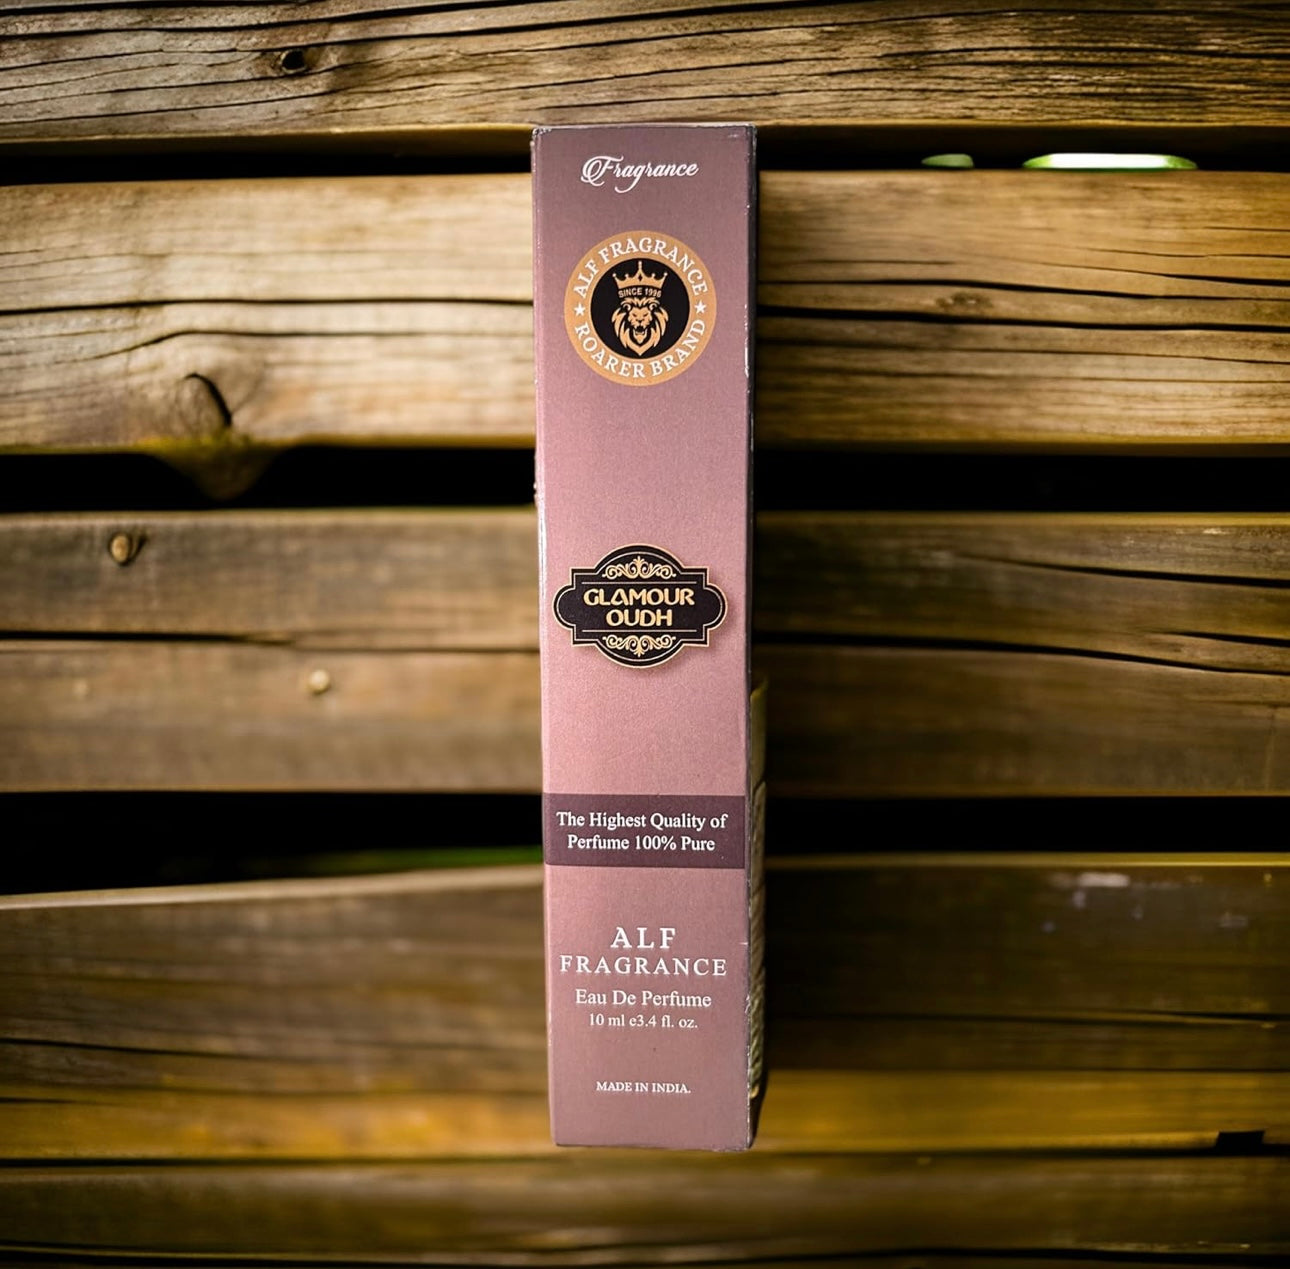 Fragrance
ALF FRAGRANCE
SINCE 1996
ROARER BRAND
GLAMOUR
OUDH
The Highest Quality of
Perfume 100% Pure
ALF
FRAGRANCE
Eau De Perfume
10 ml e3.4 fl. oz.
MADE IN INDIA.